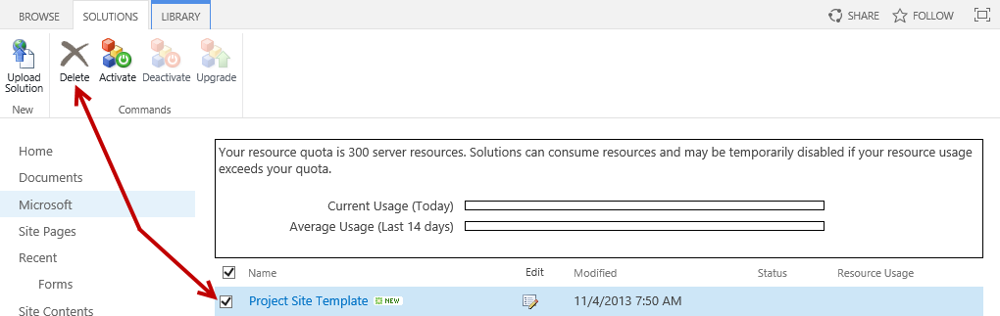 BROWSE SOLUTIONS LIBRARY SHARE FOLLOW
Upload
Solution
Delete Activate Deactivate Upgrade
New Commands
Home
Documents
Microsoft
Site Pages
Recent
Forms
Site Contents
Your resource quota is 300 server resources. Solutions can consume resources and may be temporarily disabled if your resource usage
exceeds your quota.
Current Usage (Today)
Average Usage (Last 14 days)
Name Edit Modified Status Resource Usage
Project Site Template NEW 11/4/2013 7:50 AM